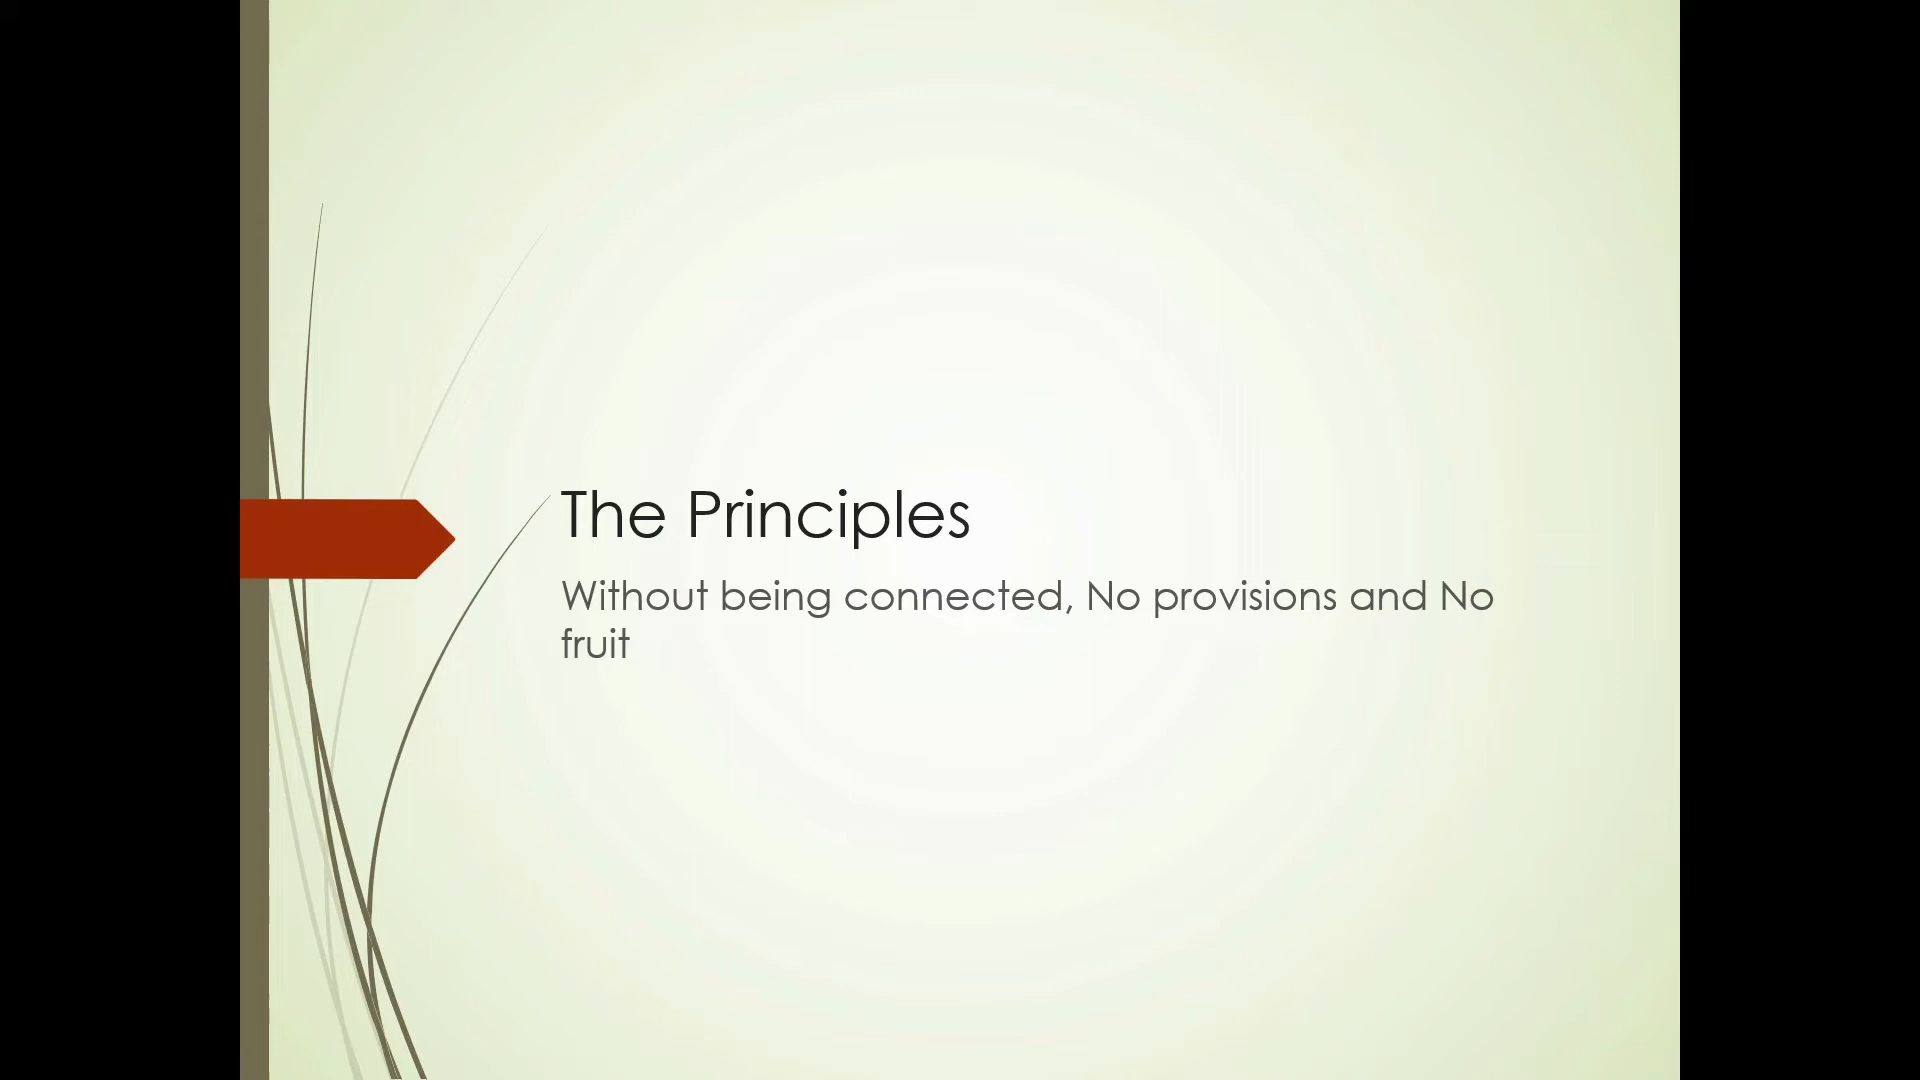 The Principles
Without being connected, No provisions and No
fruit